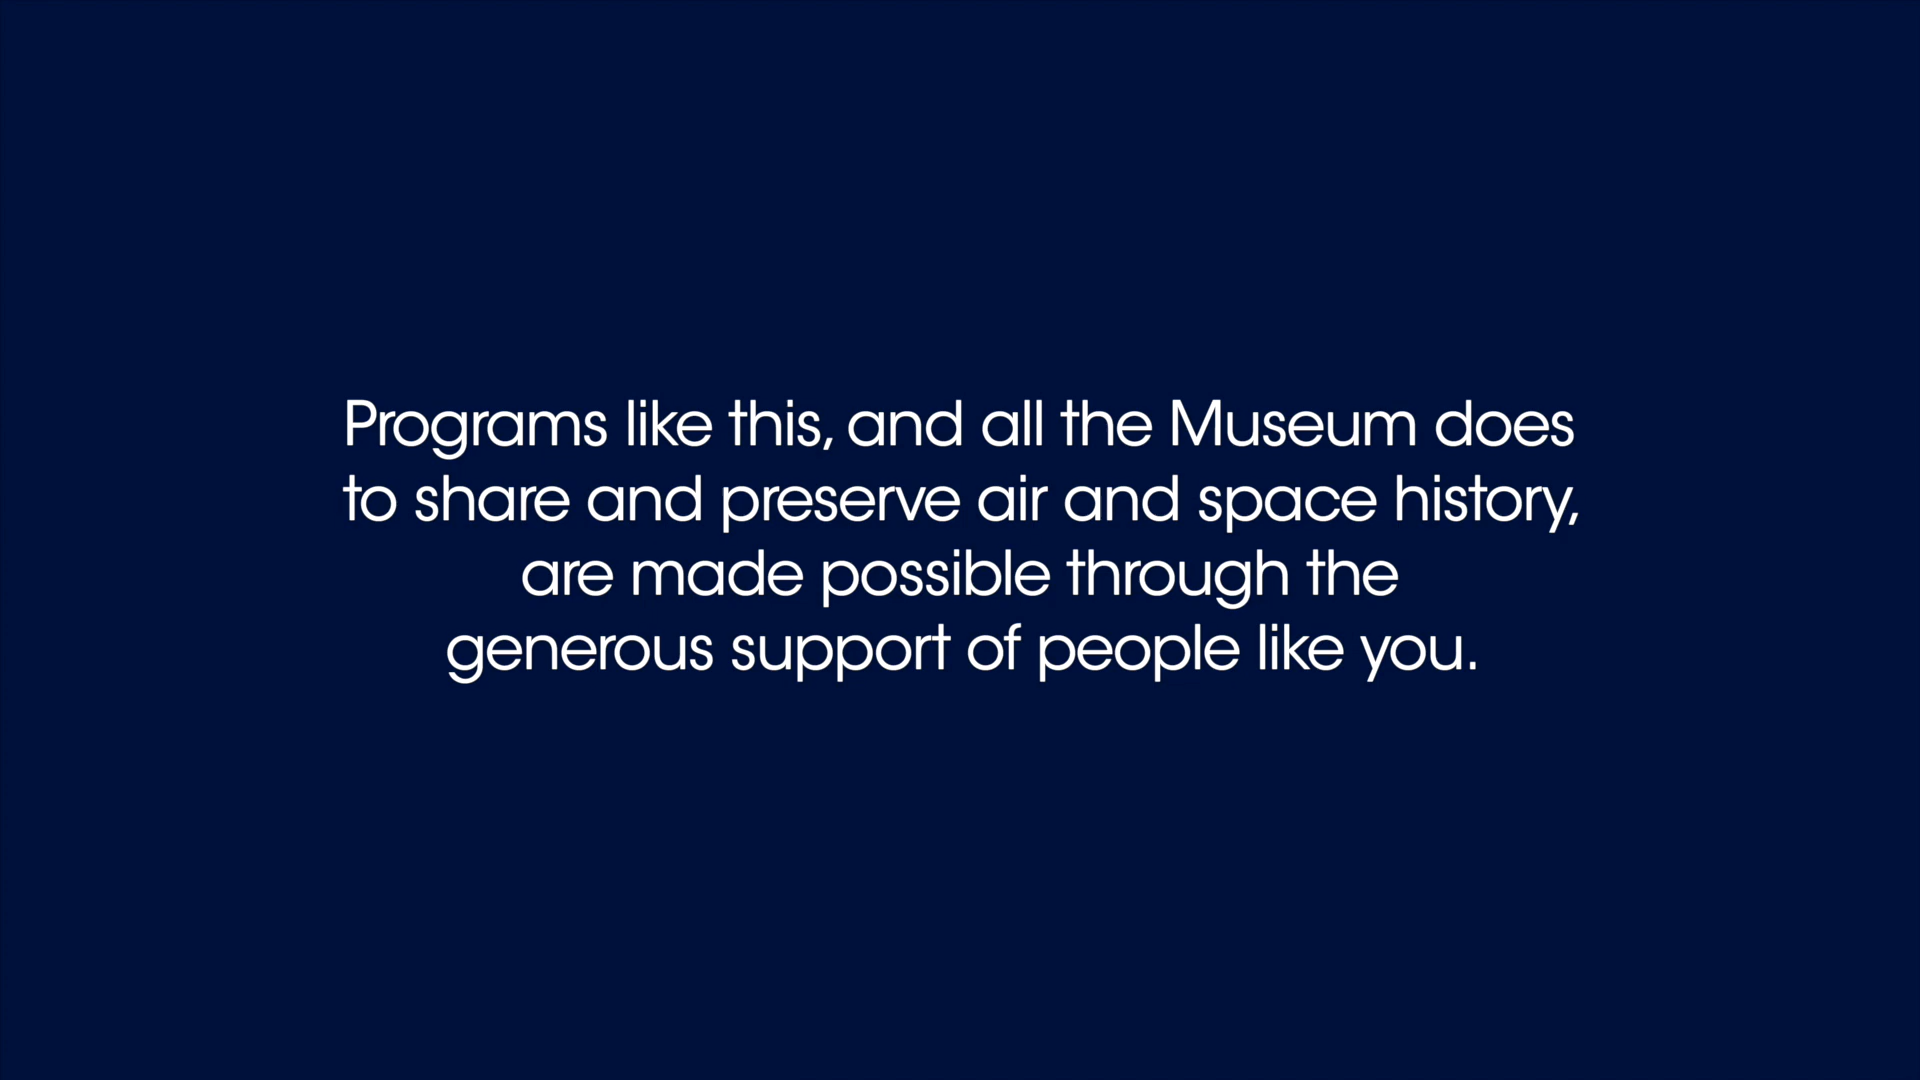 Programs like this, and all the Museum does
to share and preserve air and space history,
are made possible through the
generous support of people like you.